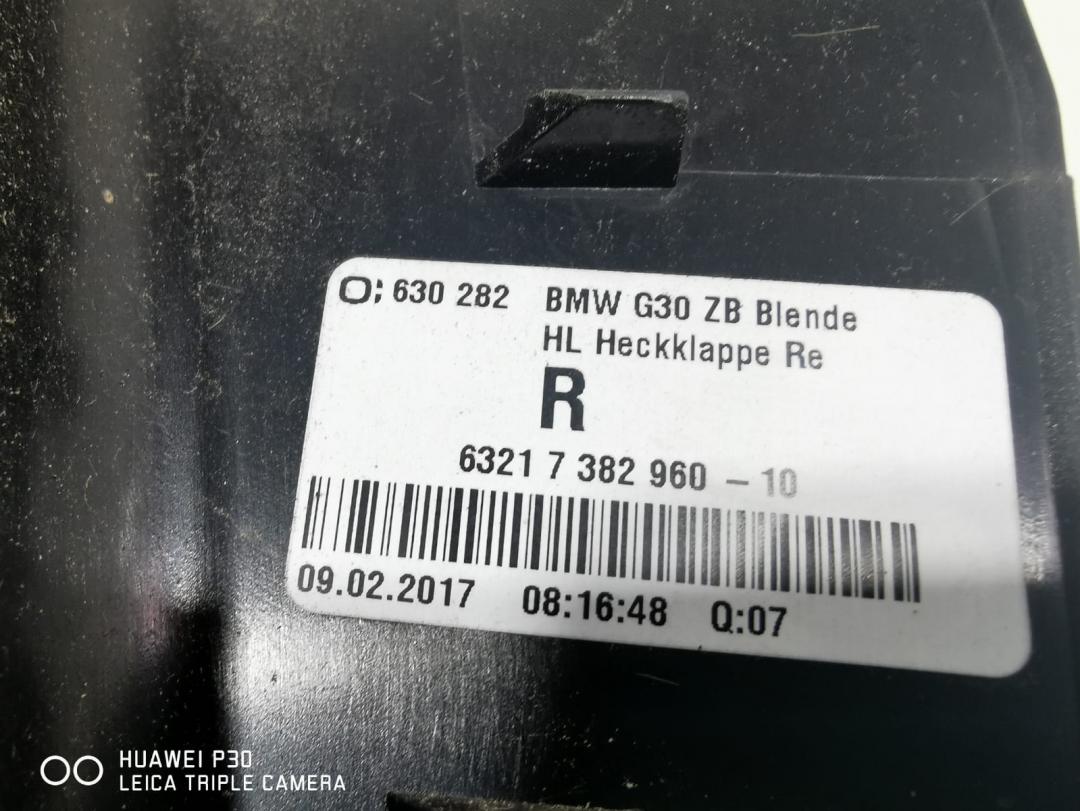 O; 630 282 BMW G30 ZB Blende
HL Heckklappe Re
R
6321 7 382 960 – 10
09.02.2017 08:16:48 Q:07
HUAWEI P30
LEICA TRIPLE CAMERA